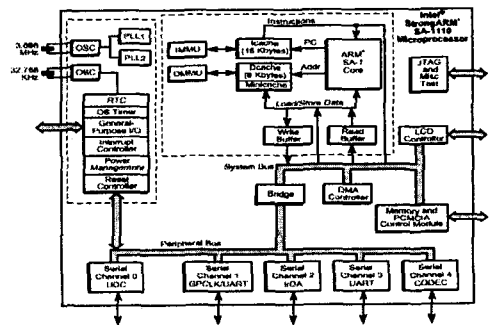 Intel®
StrongARM®
SA-1110
Microprocessor
3.686
MHz
OSC
PLL1
PLL2
32.768
KHz
OSC
RTC
OS Timer
General-
Purpose I/O
Interrupt
Controller
Power
Management
Reset
Controller
Instructions
IMMU
Icache
(16 Kbytes)
PC
DMMU
Dcache
(8 Kbytes)
Minicache
Addr
ARM®
SA-1
Core
Load/Store Data
Write
Buffer
Read
Buffer
JTAG
and
Misc
Test
LCD
Controller
System Bus
Bridge
DMA
Controller
Memory and
PCMCIA
Control Module
Peripheral Bus
Serial
Channel 0
UDC
Serial
Channel 1
GPCLK/UART
Serial
Channel 2
IrDA
Serial
Channel 3
UART
Serial
Channel 4
CODEC